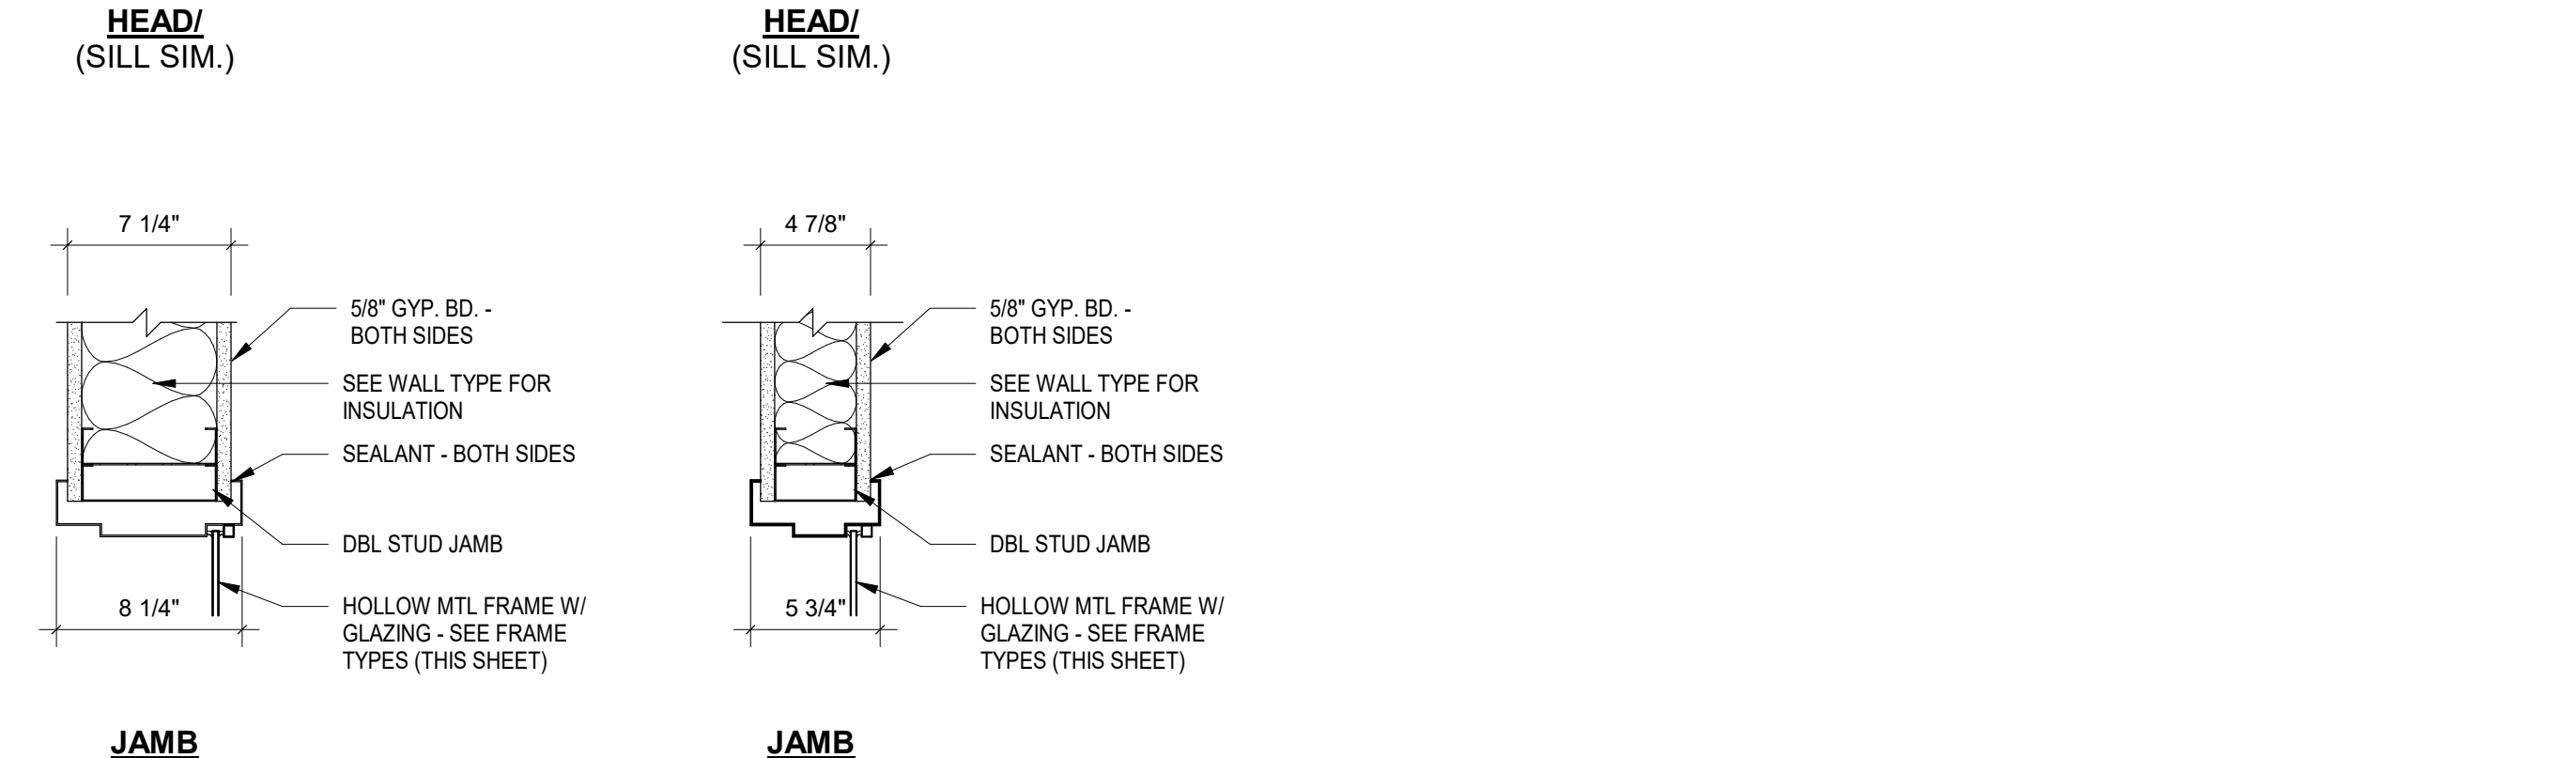 HEAD/
(SILL SIM.)
7 1/4"
5/8" GYP. BD. -
BOTH SIDES
SEE WALL TYPE FOR
INSULATION
SEALANT - BOTH SIDES
DBL STUD JAMB
HOLLOW MTL FRAME W/
GLAZING - SEE FRAME
TYPES (THIS SHEET)
8 1/4"
JAMB
HEAD/
(SILL SIM.)
4 7/8"
5/8" GYP. BD. -
BOTH SIDES
SEE WALL TYPE FOR
INSULATION
SEALANT - BOTH SIDES
DBL STUD JAMB
HOLLOW MTL FRAME W/
GLAZING - SEE FRAME
TYPES (THIS SHEET)
5 3/4"
JAMB